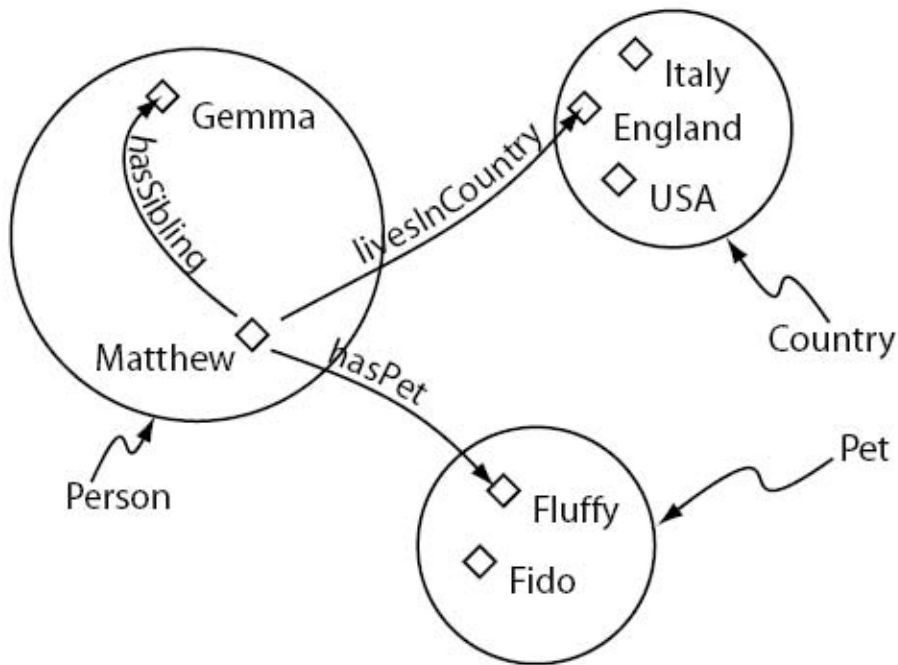 Italy
Gemma
England
hasSibling
livesInCountry
USA
Matthew
hasPet
Country
Person
Pet
Fluffy
Fido